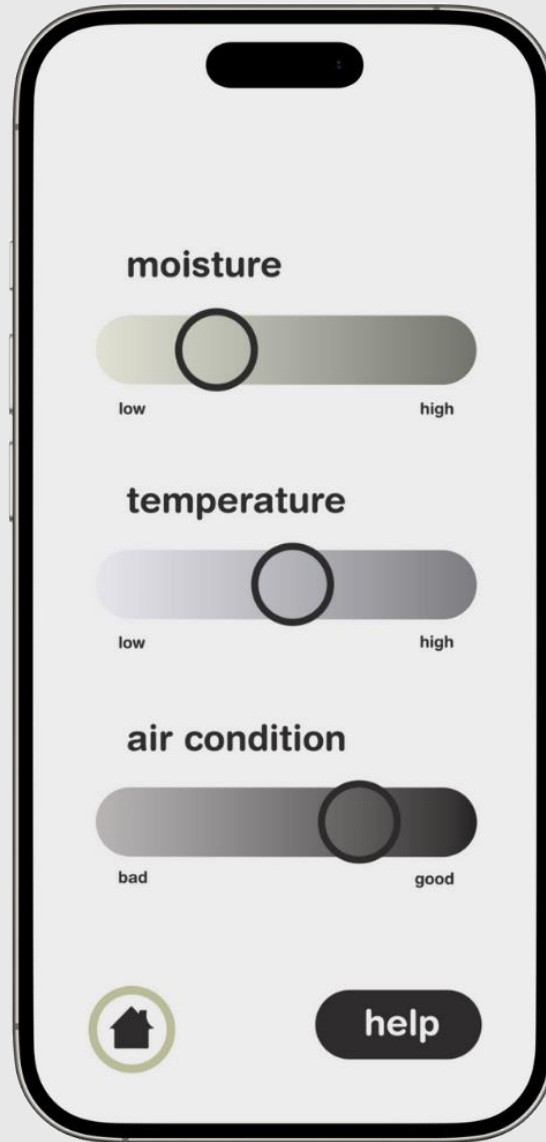 moisture
low high
temperature
low high
air condition
bad good
help